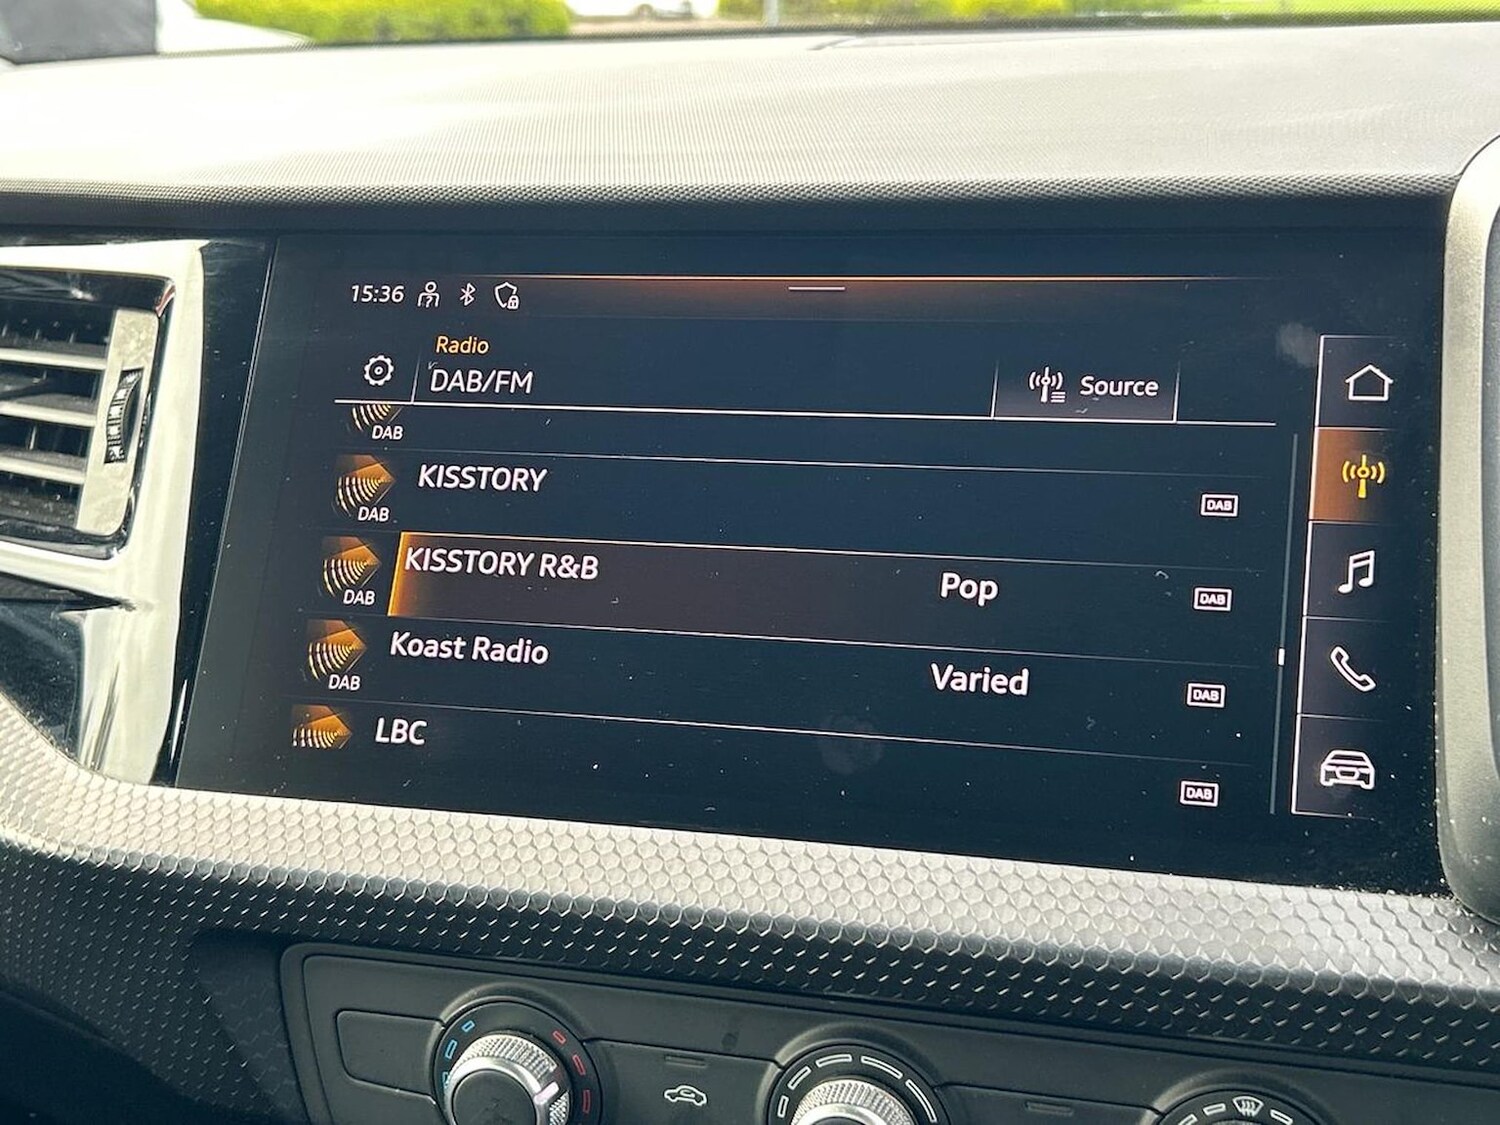 15:36
Radio
DAB/FM
Source
DAB
KISSTORY
DAB
DAB
KISSTORY R&B
Pop
DAB
DAB
Koast Radio
Varied
DAB
DAB
LBC
DAB